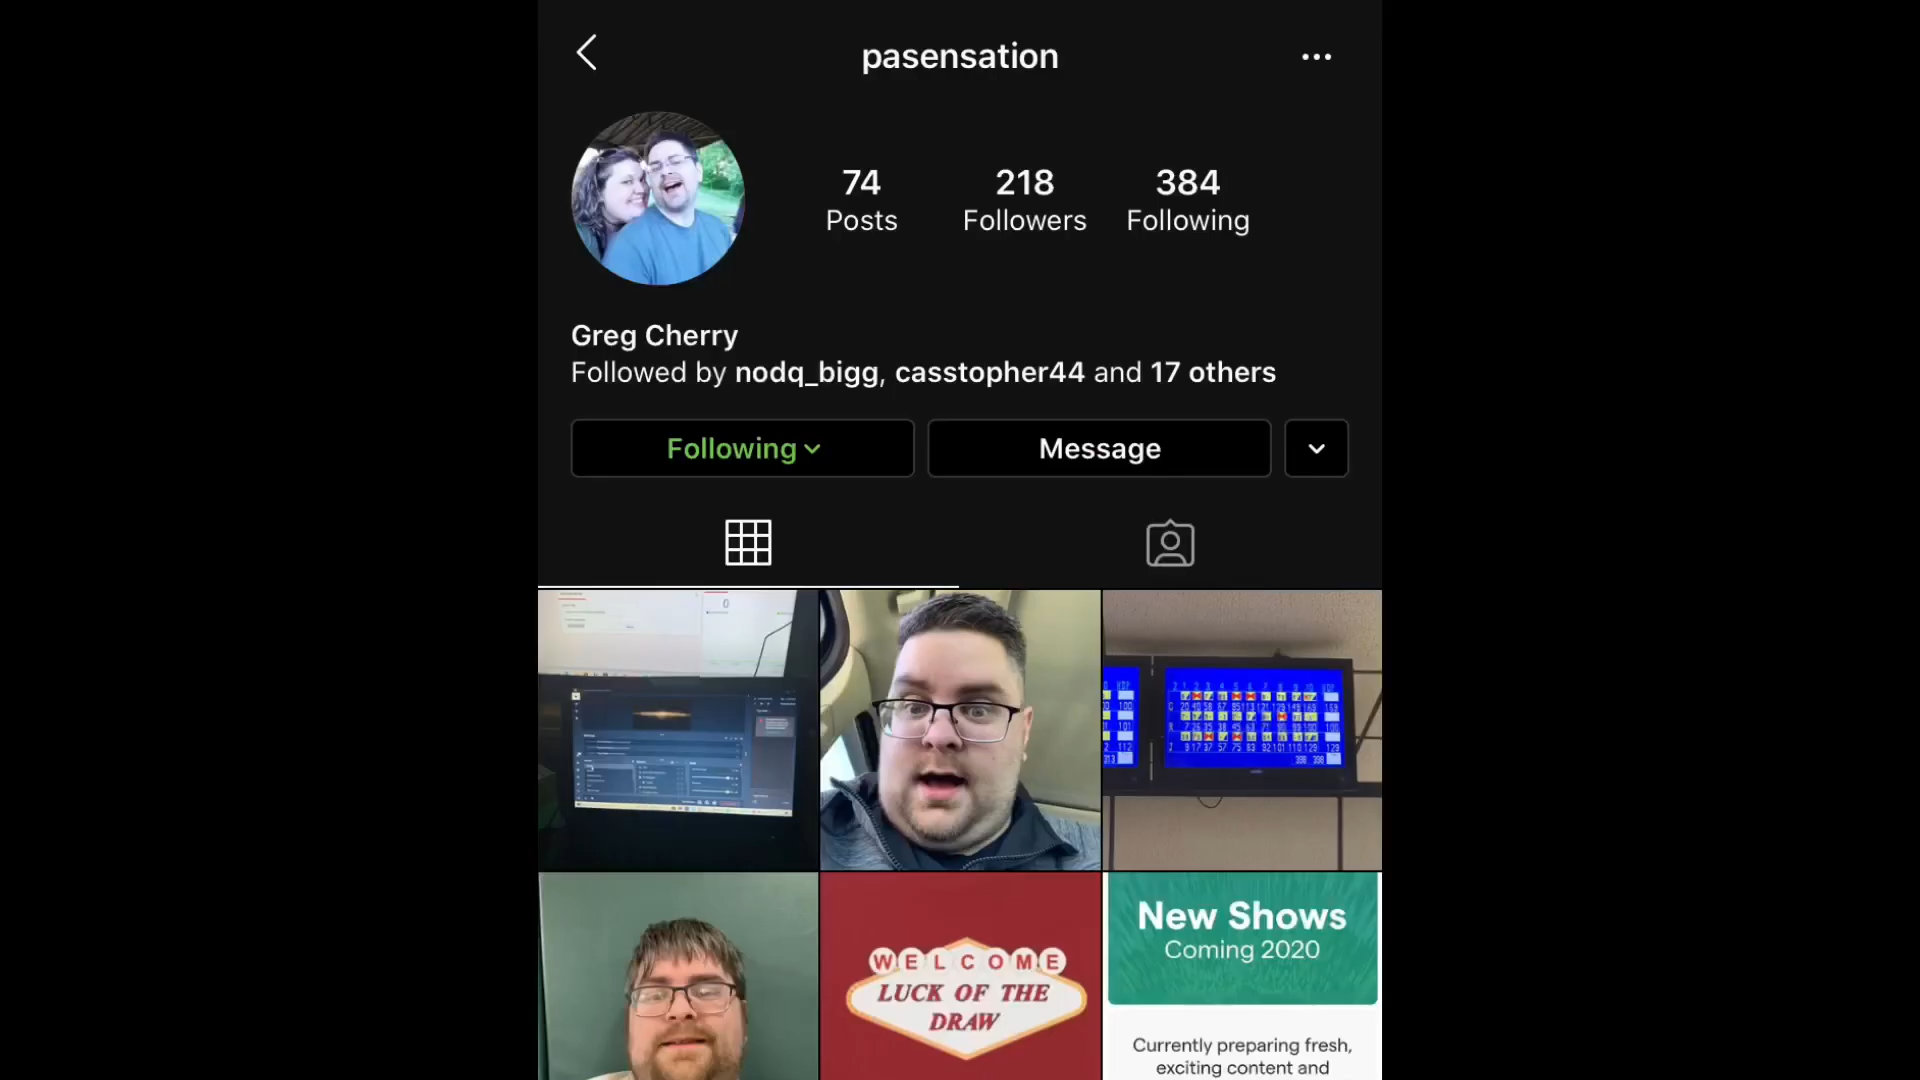 pasensation
74
Posts
218
Followers
384
Following
Greg Cherry
Followed by nodq_bigg, casstopher44 and 17 others
Following
Message
WELCOME
LUCK OF THE
DRAW
New Shows
Coming 2020
Currently preparing fresh,
exciting content and